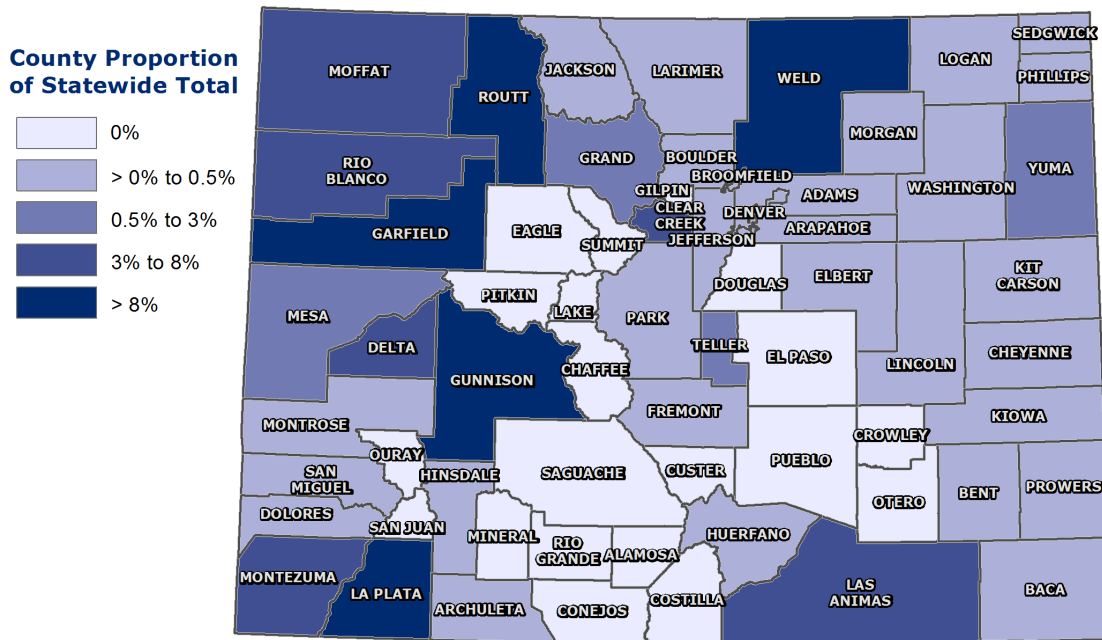 County Proportion
of Statewide Total
0%
> 0% to 0.5%
0.5% to 3%
3% to 8%
> 8%
MOFFAT
ROUTT
JACKSON
LARIMER
WELD
LOGAN
SEDGWICK
PHILLIPS
MORGAN
RIO
BLANCO
GRAND
BOULDER
BROOMFIELD
YUMA
GILPIN
ADAMS
WASHINGTON
CLEAR
CREEK
DENVER
GARFIELD
EAGLE
SUMMIT
JEFFERSON
ARAPAHOE
PITKIN
LAKE
DOUGLAS
ELBERT
KIT
CARSON
MESA
PARK
DELTA
TELLER
EL PASO
LINCOLN
CHEYENNE
GUNNISON
CHAFFEE
FREMONT
KIOWA
MONTROSE
CROWLEY
OURAY
SAN
MIGUEL
HINSDALE
SAGUACHE
CUSTER
PUEBLO
OTERO
BENT
PROWERS
DOLORES
SAN JUAN
MINERAL
RIO
GRANDE
ALAMOSA
HUERFANO
MONTEZUMA
LA PLATA
ARCHULETA
CONEJOS
COSTILLA
LAS
ANIMAS
BACA